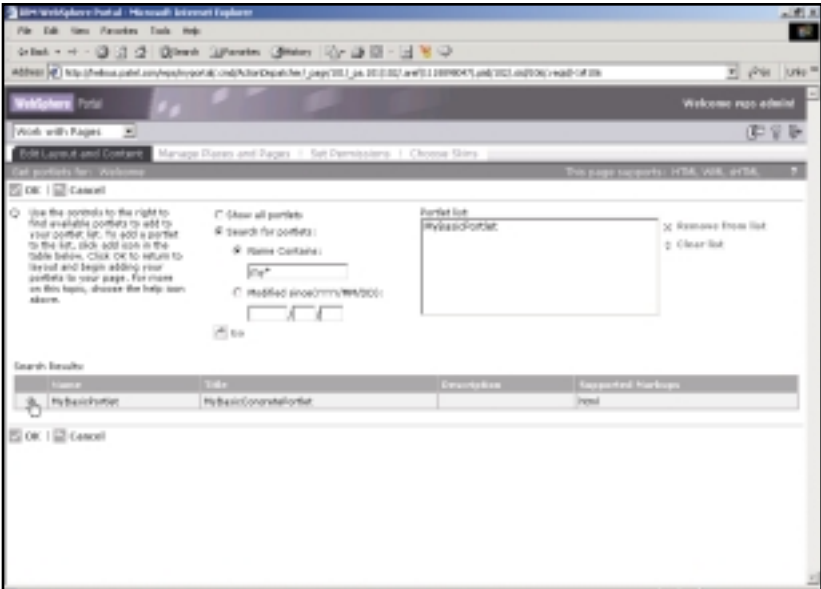 IBM WebSphere Portal - Microsoft Internet Explorer
File Edit View Favorites Tools Help
Back Search Favorites History
Address
Links
WebSphere Portal
Welcome wps admin!
Work with Pages
Edit Layout and Content Manage Places and Pages Set Permissions Choose Skins
Get portlets for: Welcome
This page supports: HTML, WML, cHTML ?
OK | Cancel
Use the controls to the right to
find available portlets to add to
your portlet list. To add a portlet
to the list, click add icon in the
table below. Click OK to return to
layout and begin adding your
portlets to your page. For more
on this topic, choose the help icon
above.
Show all portlets
Search for portlets:
Name Contains:
my*
Modified since(YYYY/MM/DD):
/ /
Go
Portlet list
MyBasicPortlet
Remove from list
Clear list
Search Results
Name Title Description Supported Markups
MyBasicPortlet MyBasicConcretePortlet html
OK | Cancel